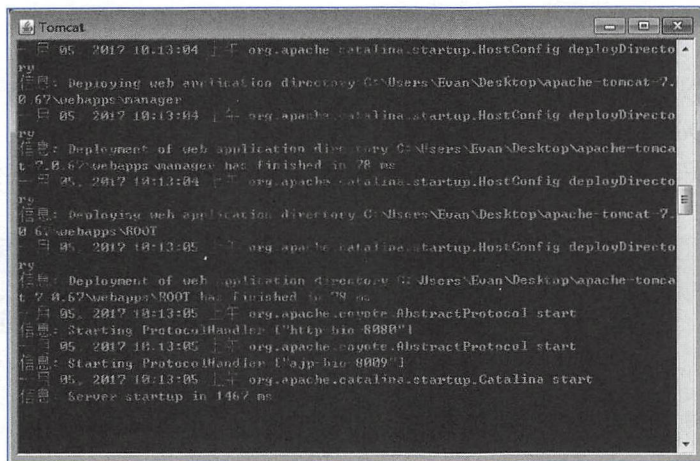 Tomcat
一月 05, 2017 10:13:04 上午 org.apache.catalina.startup.HostConfig deployDirecto
ry
信息: Deploying web application directory C:\Users\Evan\Desktop\apache-tomcat-7.
0.67\webapps\manager
一月 05, 2017 10:13:04 上午 org.apache.catalina.startup.HostConfig deployDirecto
ry
信息: Deployment of web application directory C:\Users\Evan\Desktop\apache-tomca
t-7.0.67\webapps\manager has finished in 78 ms
一月 05, 2017 10:13:04 上午 org.apache.catalina.startup.HostConfig deployDirecto
ry
信息: Deploying web application directory C:\Users\Evan\Desktop\apache-tomcat-7.
0.67\webapps\ROOT
一月 05, 2017 10:13:05 上午 org.apache.catalina.startup.HostConfig deployDirecto
ry
信息: Deployment of web application directory C:\Users\Evan\Desktop\apache-tomca
t-7.0.67\webapps\ROOT has finished in 78 ms
一月 05, 2017 10:13:05 上午 org.apache.coyote.AbstractProtocol start
信息: Starting ProtocolHandler ["http-bio-8080"]
一月 05, 2017 10:13:05 上午 org.apache.coyote.AbstractProtocol start
信息: Starting ProtocolHandler ["ajp-bio-8009"]
一月 05, 2017 10:13:05 上午 org.apache.catalina.startup.Catalina start
信息: Server startup in 1467 ms